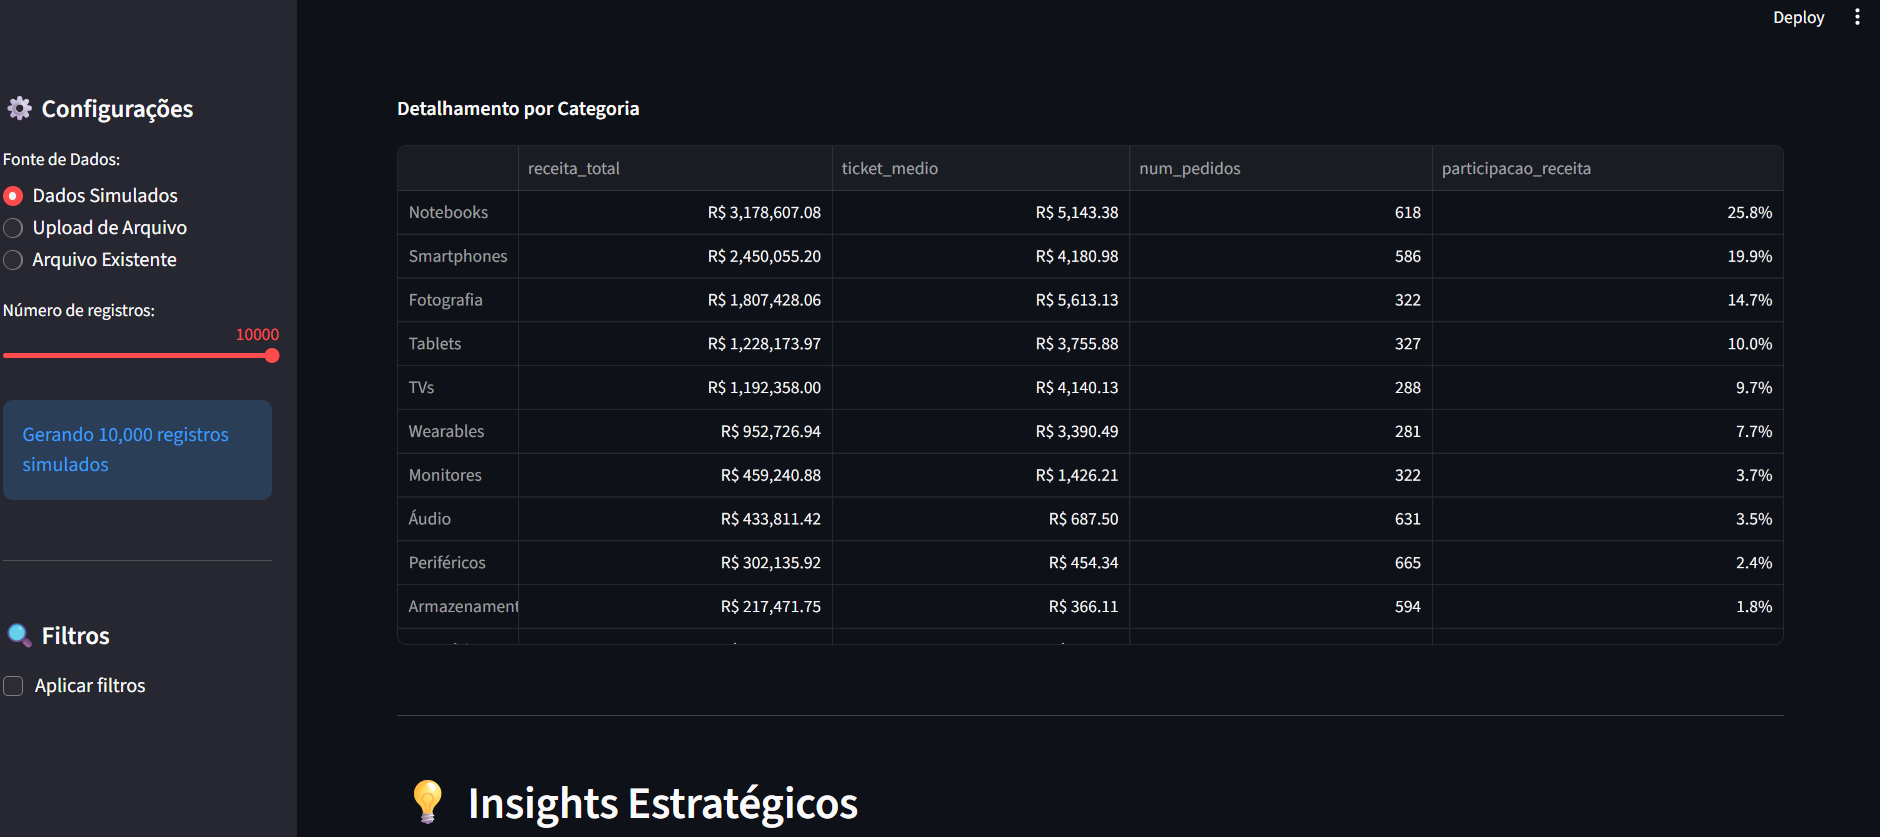 Deploy
Configurações
Fonte de Dados:
Dados Simulados
Upload de Arquivo
Arquivo Existente
Número de registros:
10000
Gerando 10,000 registros
simulados
Filtros
Aplicar filtros
Detalhamento por Categoria
receita_total ticket_medio num_pedidos participacao_receita
Notebooks R$ 3,178,607.08 R$ 5,143.38 618 25.8%
Smartphones R$ 2,450,055.20 R$ 4,180.98 586 19.9%
Fotografia R$ 1,807,428.06 R$ 5,613.13 322 14.7%
Tablets R$ 1,228,173.97 R$ 3,755.88 327 10.0%
TVs R$ 1,192,358.00 R$ 4,140.13 288 9.7%
Wearables R$ 952,726.94 R$ 3,390.49 281 7.7%
Monitores R$ 459,240.88 R$ 1,426.21 322 3.7%
Áudio R$ 433,811.42 R$ 687.50 631 3.5%
Periféricos R$ 302,135.92 R$ 454.34 665 2.4%
Armazenament R$ 217,471.75 R$ 366.11 594 1.8%
Insights Estratégicos